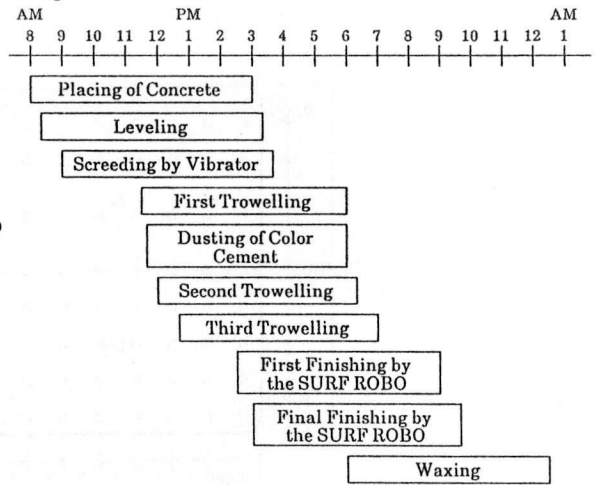 AM PM AM
8 9 10 11 12 1 2 3 4 5 6 7 8 9 10 11 12 1
Placing of Concrete
Leveling
Screeding by Vibrator
First Trowelling
Dusting of Color
Cement
Second Trowelling
Third Trowelling
First Finishing by
the SURF ROBO
Final Finishing by
the SURF ROBO
Waxing